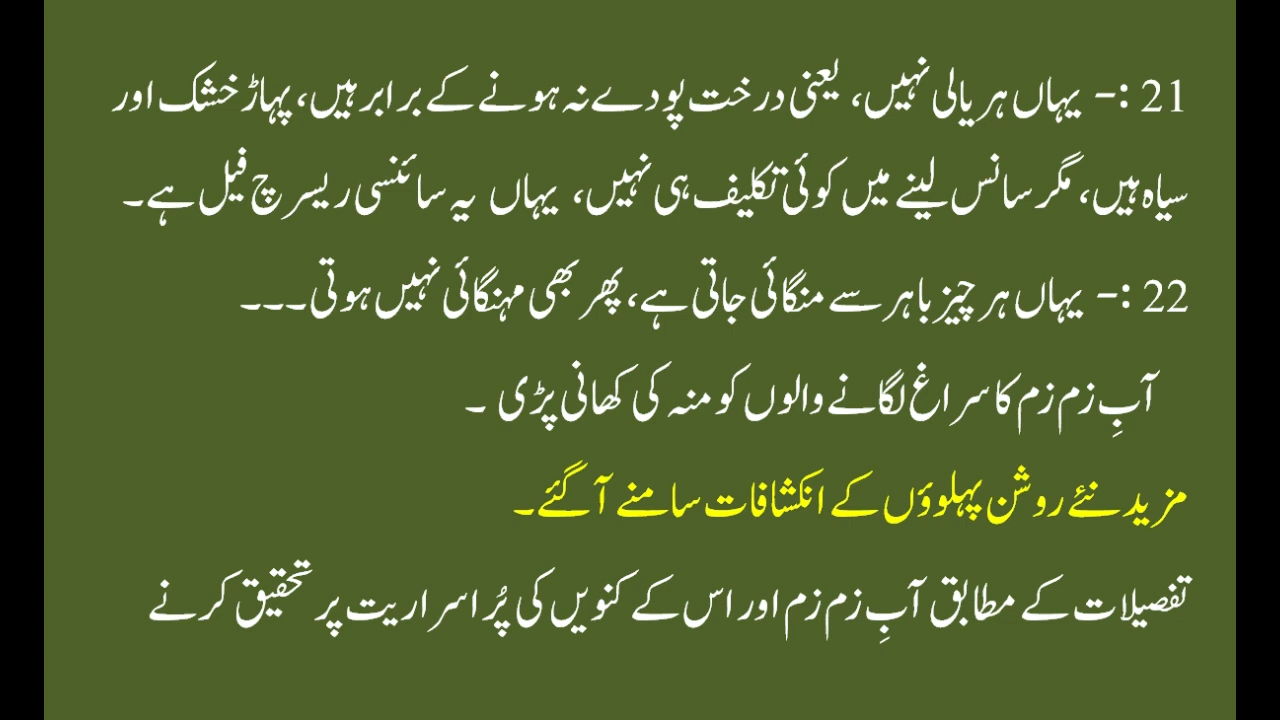 21 :- یہاں ہریالی نہیں، یعنی درخت پودے نہ ہونے کے برابر ہیں، پہاڑ خشک اور
سیاہ ہیں، مگر سانس لینے میں کوئی تکلیف ہی نہیں، یہاں یہ سائنسی ریسرچ فیل ہے۔
22 :- یہاں ہر چیز باہر سے منگائی جاتی ہے، پھر بھی مہنگائی نہیں ہوتی۔۔۔
آبِ زم زم کا سراغ لگانے والوں کو منہ کی کھانی پڑی ۔
مزید نئے روشن پہلوؤں کے انکشافات سامنے آگئے۔
تفصیلات کے مطابق آبِ زم زم اور اس کے کنویں کی پُراسراریت پر تحقیق کرنے